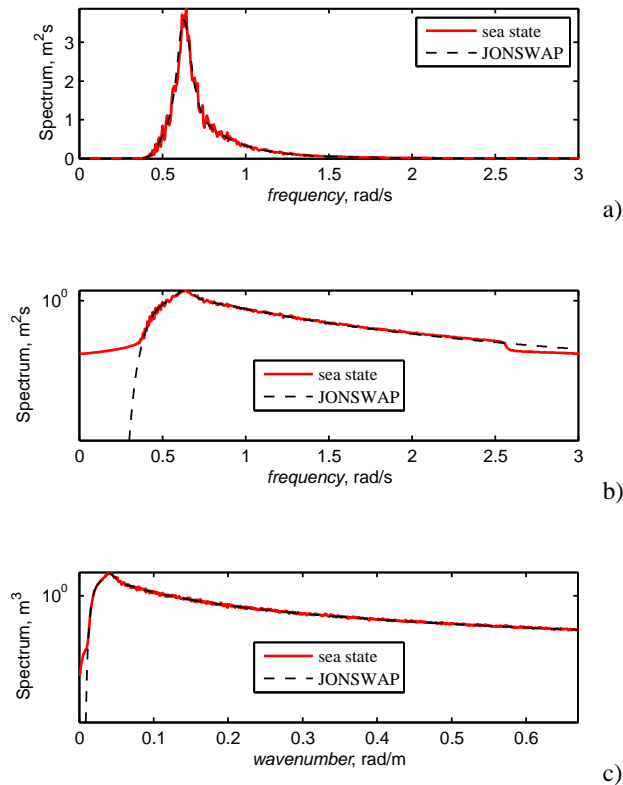 Spectrum, m²s
3
2
1
0
sea state
JONSWAP
0 0.5 1 1.5 2 2.5 3
frequency, rad/s
a)
Spectrum, m²s
10⁰
sea state
JONSWAP
0 0.5 1 1.5 2 2.5 3
frequency, rad/s
b)
Spectrum, m³
10⁰
sea state
JONSWAP
0 0.1 0.2 0.3 0.4 0.5 0.6
wavenumber, rad/m
c)